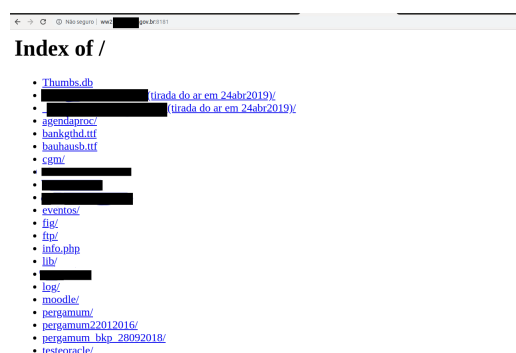 Não seguro | ww2 gov.br:8181
Index of /
Thumbs.db
(tirada do ar em 24abr2019)/
_ (tirada do ar em 24abr2019)/
agendaproc/
bankgthd.ttf
bauhausb.ttf
cgm/
eventos/
fig/
ftp/
info.php
lib/
log/
moodle/
pergamum/
pergamum22012016/
pergamum_bkp_28092018/
testeoracle/